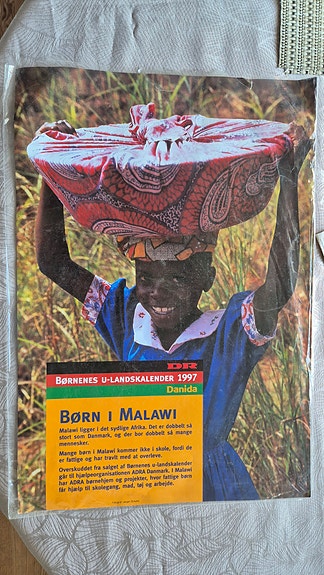 DR
BØRNENES U-LANDSKALENDER 1997
Danida
BØRN I MALAWI
Malawi ligger i det sydlige Afrika. Det er dobbelt så
stort som Danmark, og der bor dobbelt så mange
mennesker.
Mange børn i Malawi kommer ikke i skole, fordi de
er fattige og har travlt med at overleve.
Overskuddet fra salget af Børnenes u-landskalender
går til hjælpeorganisationen ADRA Danmark. I Malawi
har ADRA børnehjem og projekter, hvor fattige børn
får hjælp til skolegang, mad, tøj og arbejde.